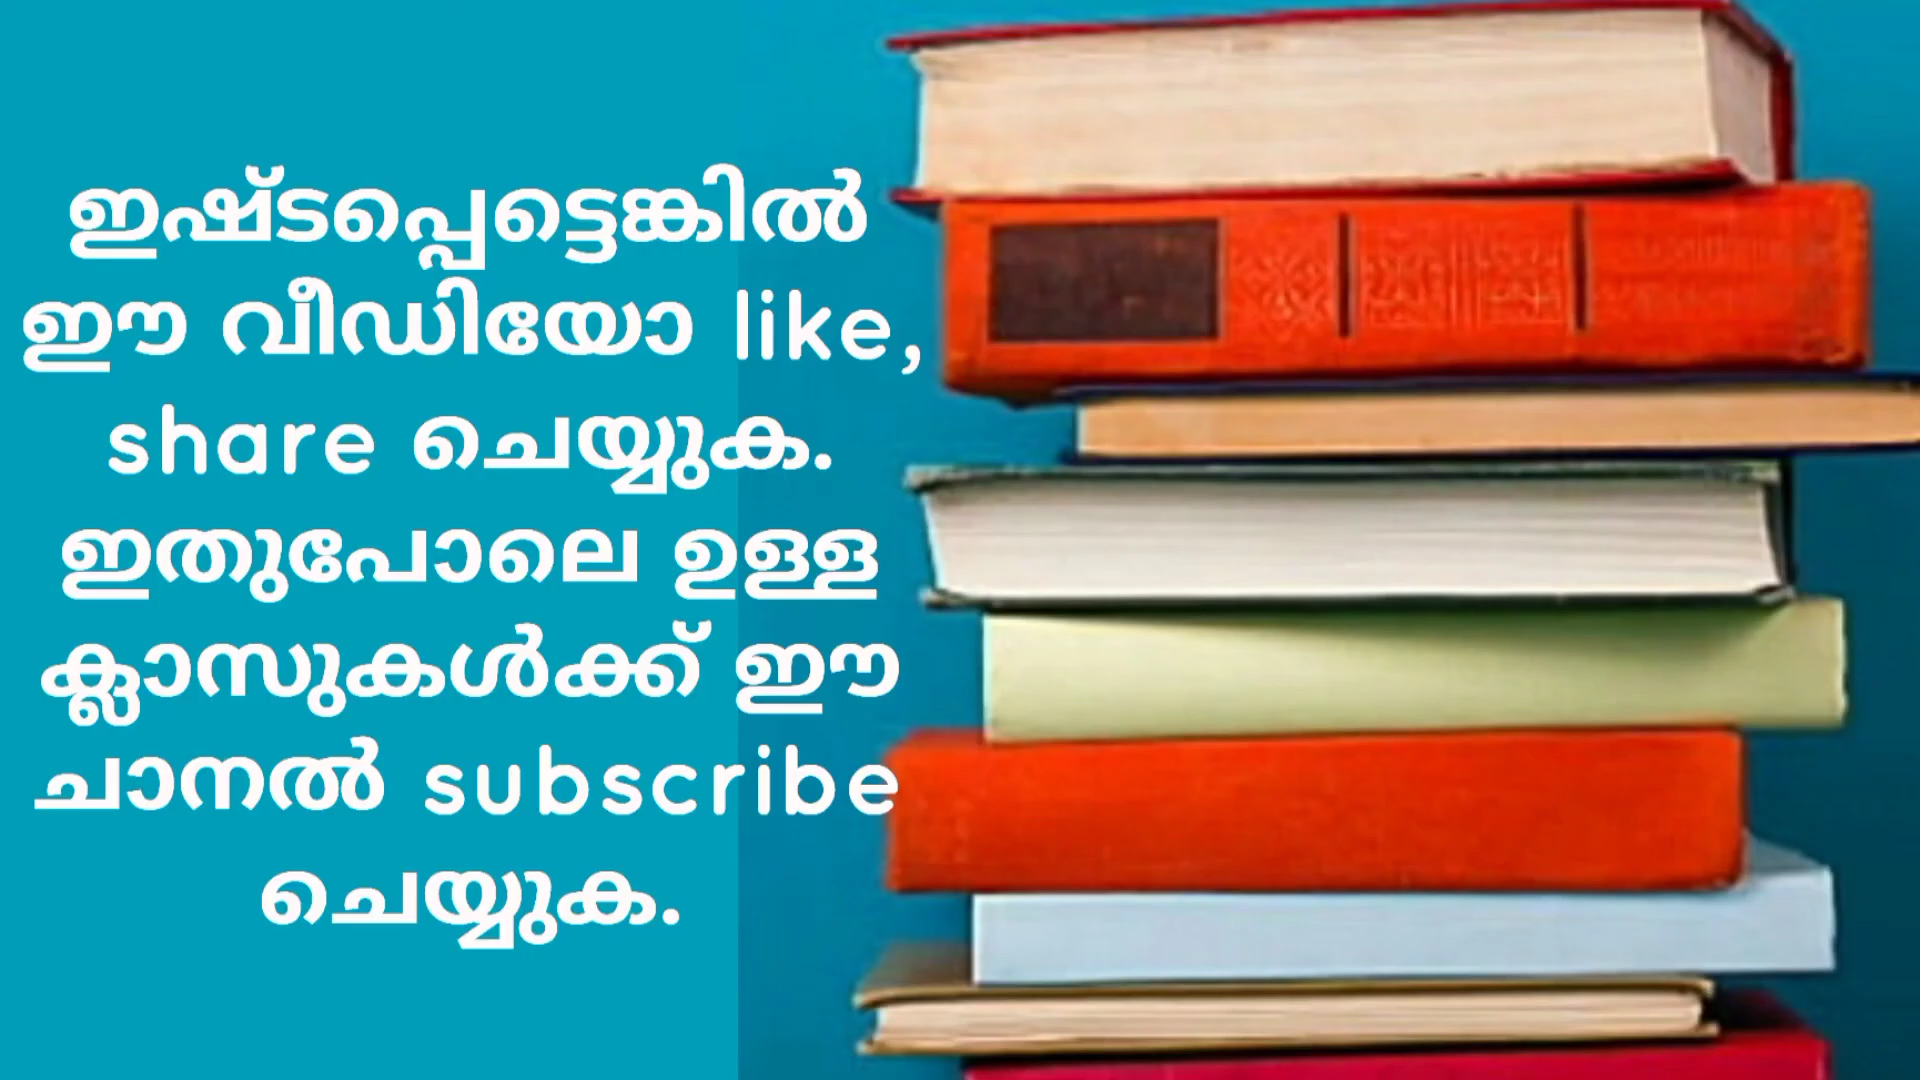 ഇഷ്ടപ്പെട്ടെങ്കിൽ
ഈ വീഡിയോ like,
share ചെയ്യുക.
ഇതുപോലെ ഉള്ള
ക്ലാസുകൾക്ക് ഈ
ചാനൽ subscribe
ചെയ്യുക.